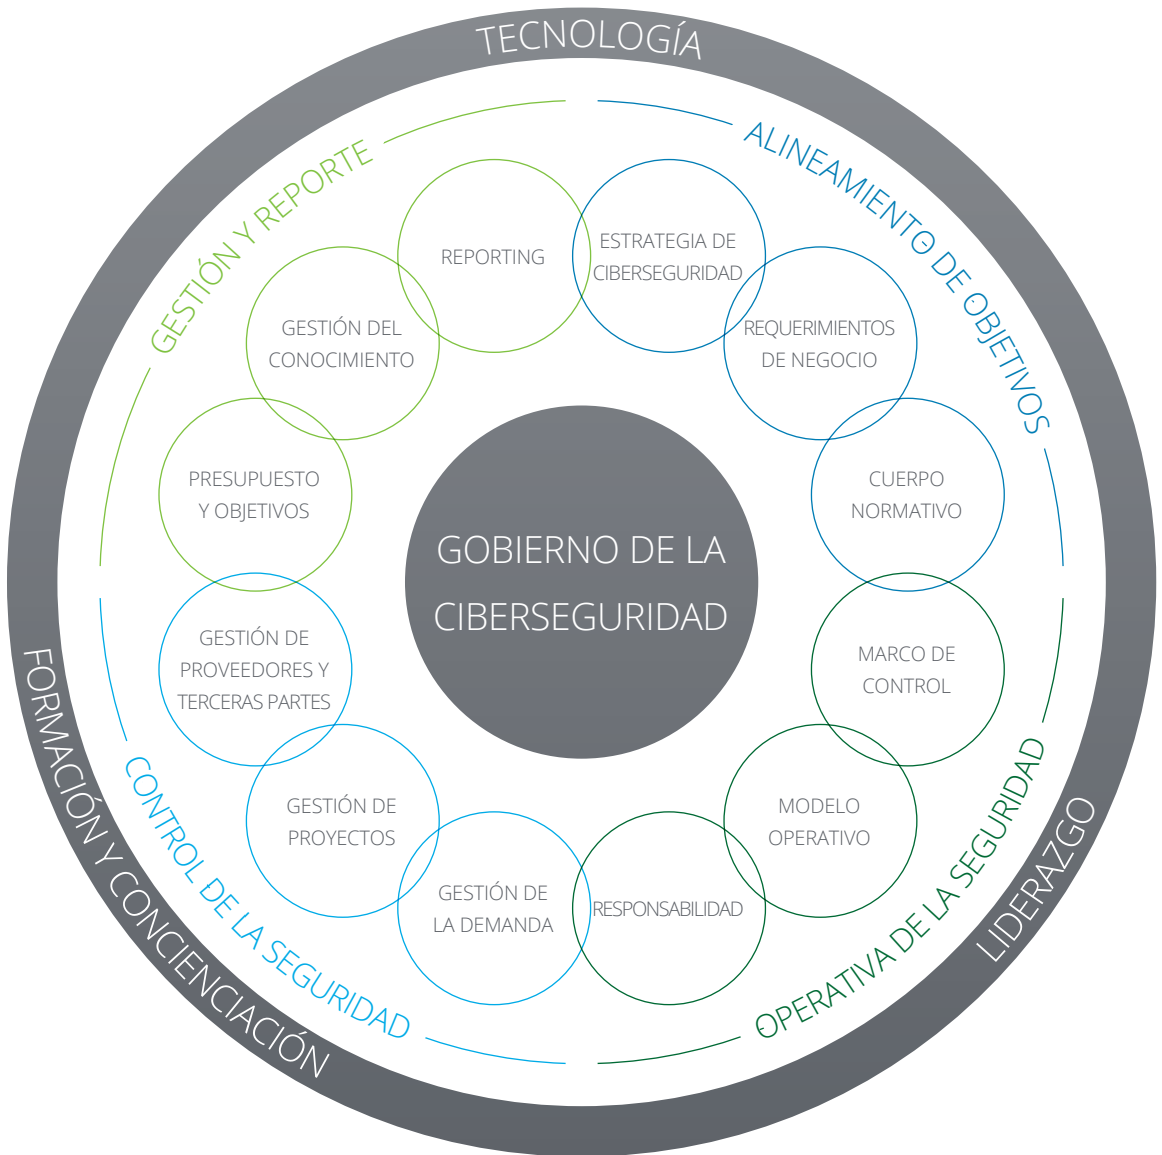 TECNOLOGÍA
ALINEAMIENTO DE OBJETIVOS
GESTIÓN Y REPORTE
REPORTING
ESTRATEGIA DE
CIBERSEGURIDAD
GESTIÓN DEL
CONOCIMIENTO
REQUERIMIENTOS
DE NEGOCIO
PRESUPUESTO
Y OBJETIVOS
CUERPO
NORMATIVO
GOBIERNO DE LA
CIBERSEGURIDAD
GESTIÓN DE
PROVEEDORES Y
TERCERAS PARTES
MARCO DE
CONTROL
GESTIÓN DE
PROYECTOS
MODELO
OPERATIVO
GESTIÓN DE
LA DEMANDA
RESPONSABILIDAD
CONTROL DE LA SEGURIDAD
OPERATIVA DE LA SEGURIDAD
FORMACIÓN Y CONCIENCIACIÓN
LIDERAZGO